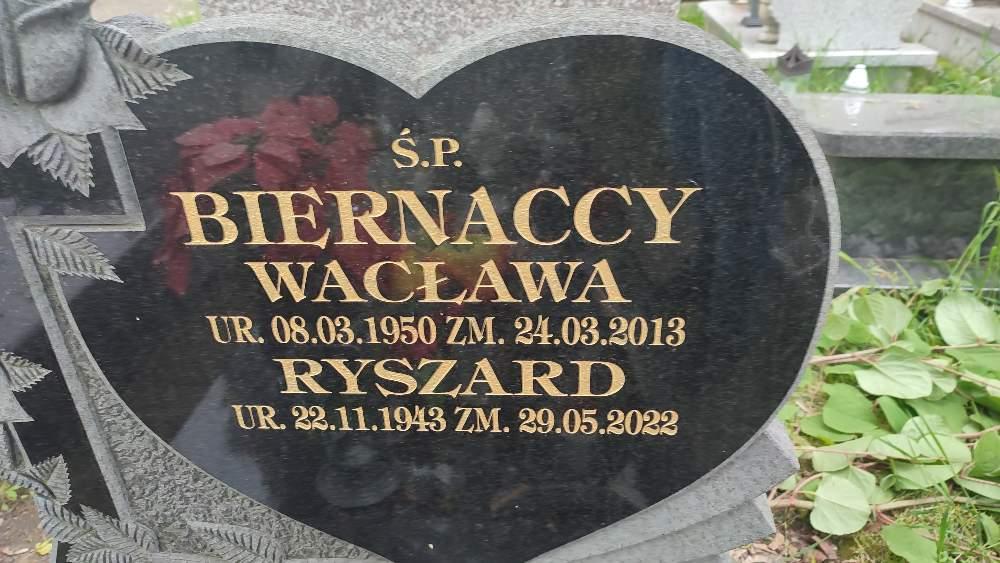 Ś.P.
BIERNACCY
WACŁAWA
UR. 08.03.1950 ZM. 24.03.2013
RYSZARD
UR. 22.11.1943 ZM. 29.05.2022